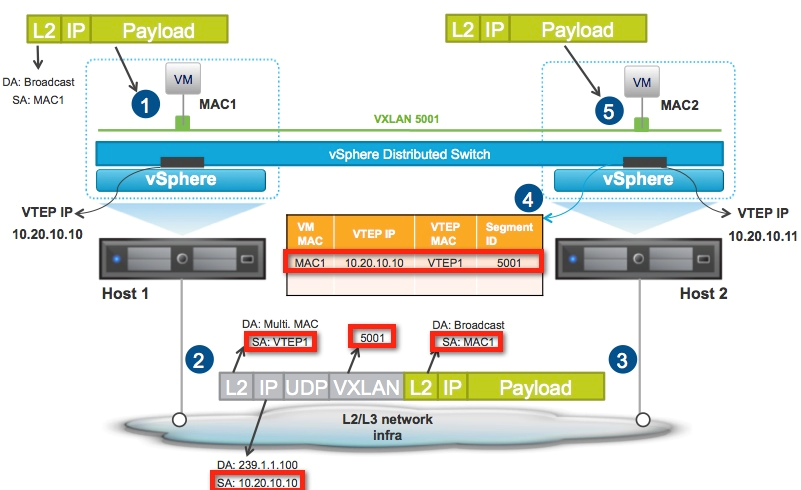 L2 IP Payload
L2 IP Payload
DA: Broadcast
SA: MAC1
VM
VM
MAC1
MAC2
1
5
VXLAN 5001
vSphere Distributed Switch
vSphere
vSphere
4
VTEP IP
10.20.10.10
VTEP IP
10.20.10.11
VM MAC VTEP IP VTEP MAC Segment ID
MAC1 10.20.10.10 VTEP1 5001
Host 1
Host 2
DA: Multi. MAC
SA: VTEP1
5001
DA: Broadcast
SA: MAC1
2
3
L2 IP UDP VXLAN L2 IP Payload
L2/L3 network
infra
DA: 239.1.1.100
SA: 10.20.10.10